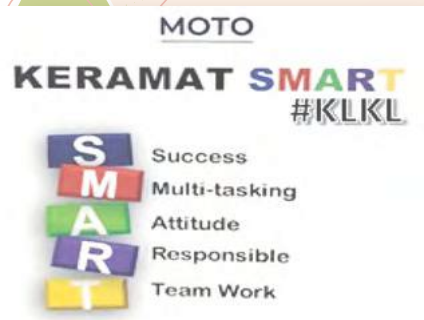 MOTO
KERAMAT SMART
#KLKL
S Success
M Multi-tasking
A Attitude
R Responsible
T Team Work